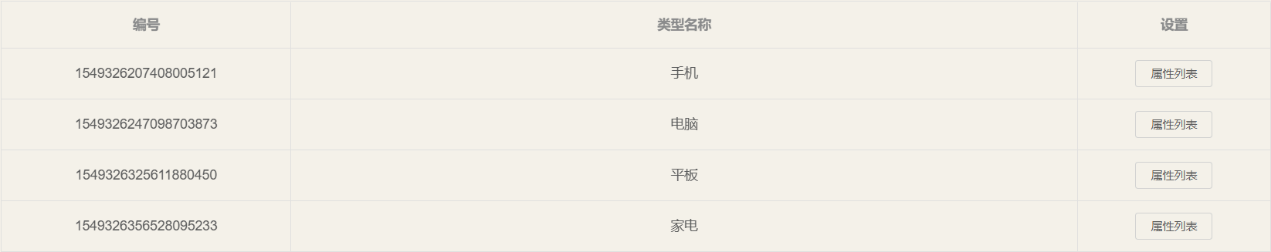 编号 类型名称 设置
1549326207408005121 手机 属性列表
1549326247098703873 电脑 属性列表
1549326325611880450 平板 属性列表
1549326356528095233 家电 属性列表